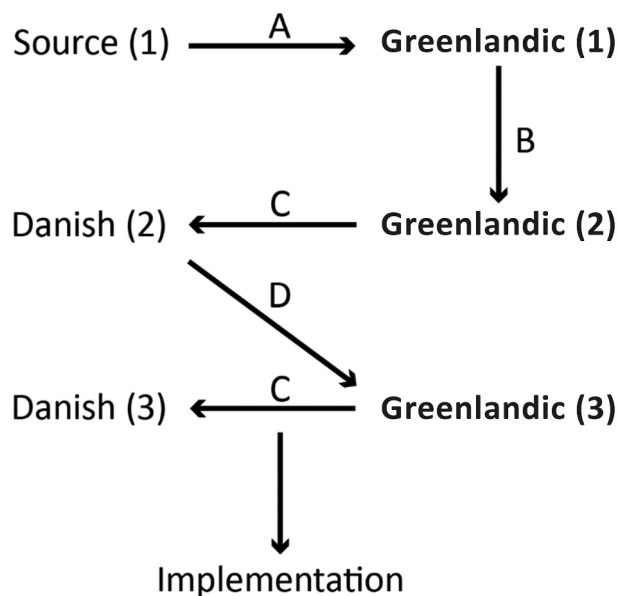 A
Source (1) Greenlandic (1)
B
C
Danish (2) Greenlandic (2)
D
C
Danish (3) Greenlandic (3)
Implementation